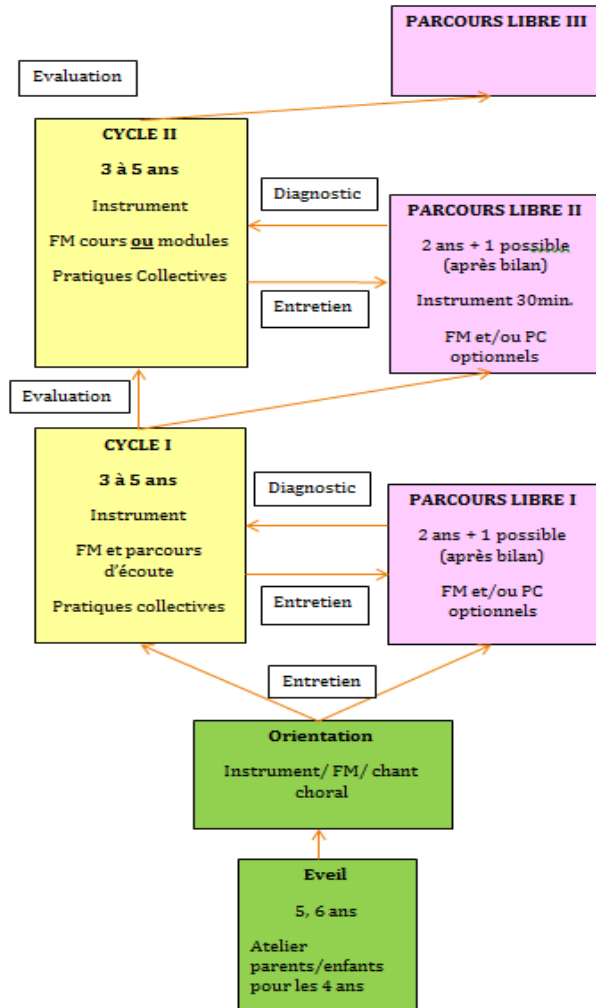 PARCOURS LIBRE III
Evaluation
CYCLE II
3 à 5 ans
Instrument
FM cours ou modules
Pratiques Collectives
Diagnostic
Entretien
PARCOURS LIBRE II
2 ans + 1 possible
(après bilan)
Instrument 30min.
FM et/ou PC
optionnels
Evaluation
CYCLE I
3 à 5 ans
Instrument
FM et parcours
d'écoute
Pratiques collectives
Diagnostic
Entretien
PARCOURS LIBRE I
2 ans + 1 possible
(après bilan)
FM et/ou PC
optionnels
Entretien
Orientation
Instrument/ FM/ chant
choral
Eveil
5, 6 ans
Atelier
parents/enfants
pour les 4 ans